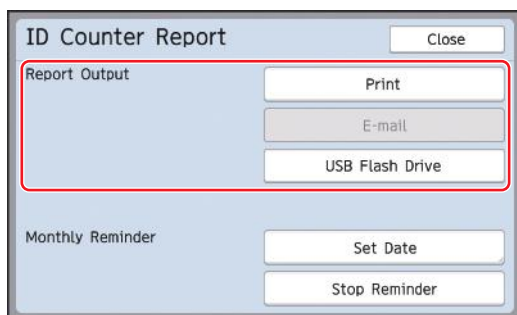 ID Counter Report
Close
Report Output
Print
E-mail
USB Flash Drive
Monthly Reminder
Set Date
Stop Reminder